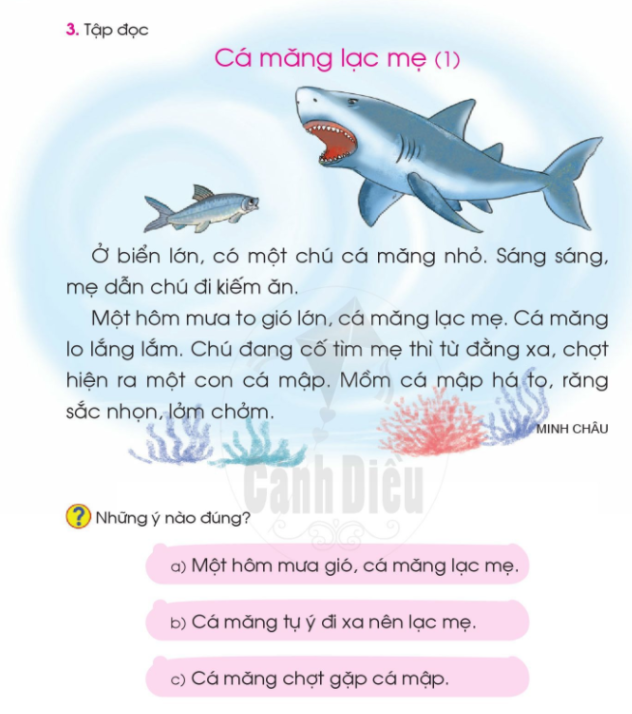 3. Tập đọc
Cá măng lạc mẹ (1)
Ở biển lớn, có một chú cá măng nhỏ. Sáng sáng,
mẹ dẫn chú đi kiếm ăn.
Một hôm mưa to gió lớn, cá măng lạc mẹ. Cá măng
lo lắng lắm. Chú đang cố tìm mẹ thì từ đằng xa, chợt
hiện ra một con cá mập. Mồm cá mập há to, răng
sắc nhọn, lởm chởm.
MINH CHÂU
Cánh Diều
? Những ý nào đúng?
a) Một hôm mưa gió, cá măng lạc mẹ.
b) Cá măng tự ý đi xa nên lạc mẹ.
c) Cá măng chợt gặp cá mập.